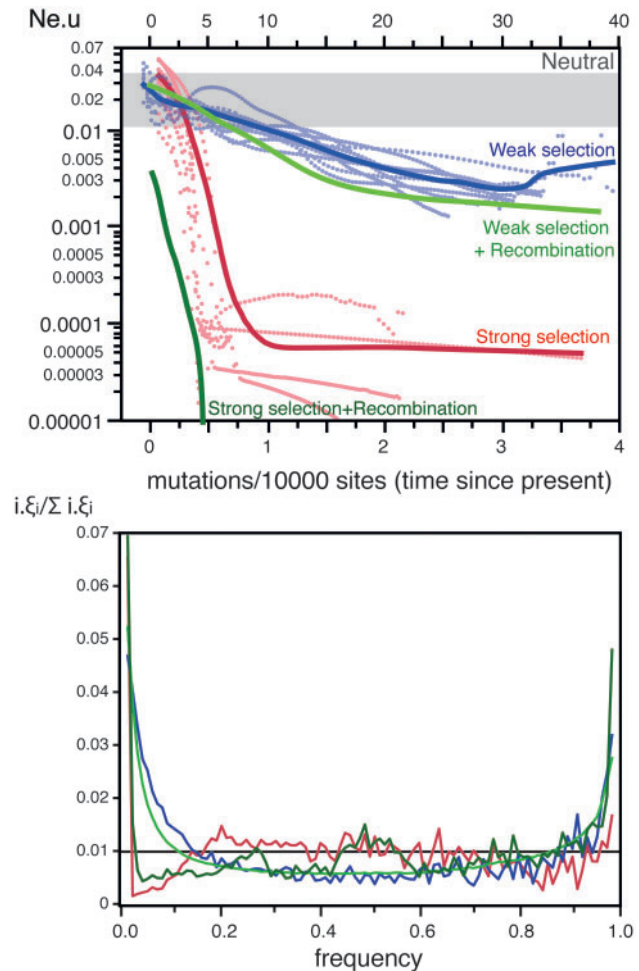 Ne.u
0 5 10 15 20 25 30 35 40
0.07
0.04
0.02
0.01
0.005
0.003
0.001
0.0005
0.0003
0.0001
0.00005
0.00003
0.00001
Neutral
Weak selection
Weak selection
+ Recombination
Strong selection
Strong selection+Recombination
0 1 2 3 4
mutations/10000 sites (time since present)
i.ξi/Σ i.ξi
0.07
0.06
0.05
0.04
0.03
0.02
0.01
0
0.0 0.2 0.4 0.6 0.8 1.0
frequency